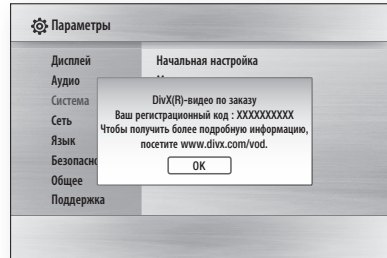 Параметры
Дисплей
Начальная настройка
Аудио
Система
Сеть
Язык
Общее
Поддержка
DivX(R)-видео по заказу
Ваш регистрационный код : XXXXXXXXXX
Чтобы получить более подробную информацию,
посетите www.divx.com/vod.
OK